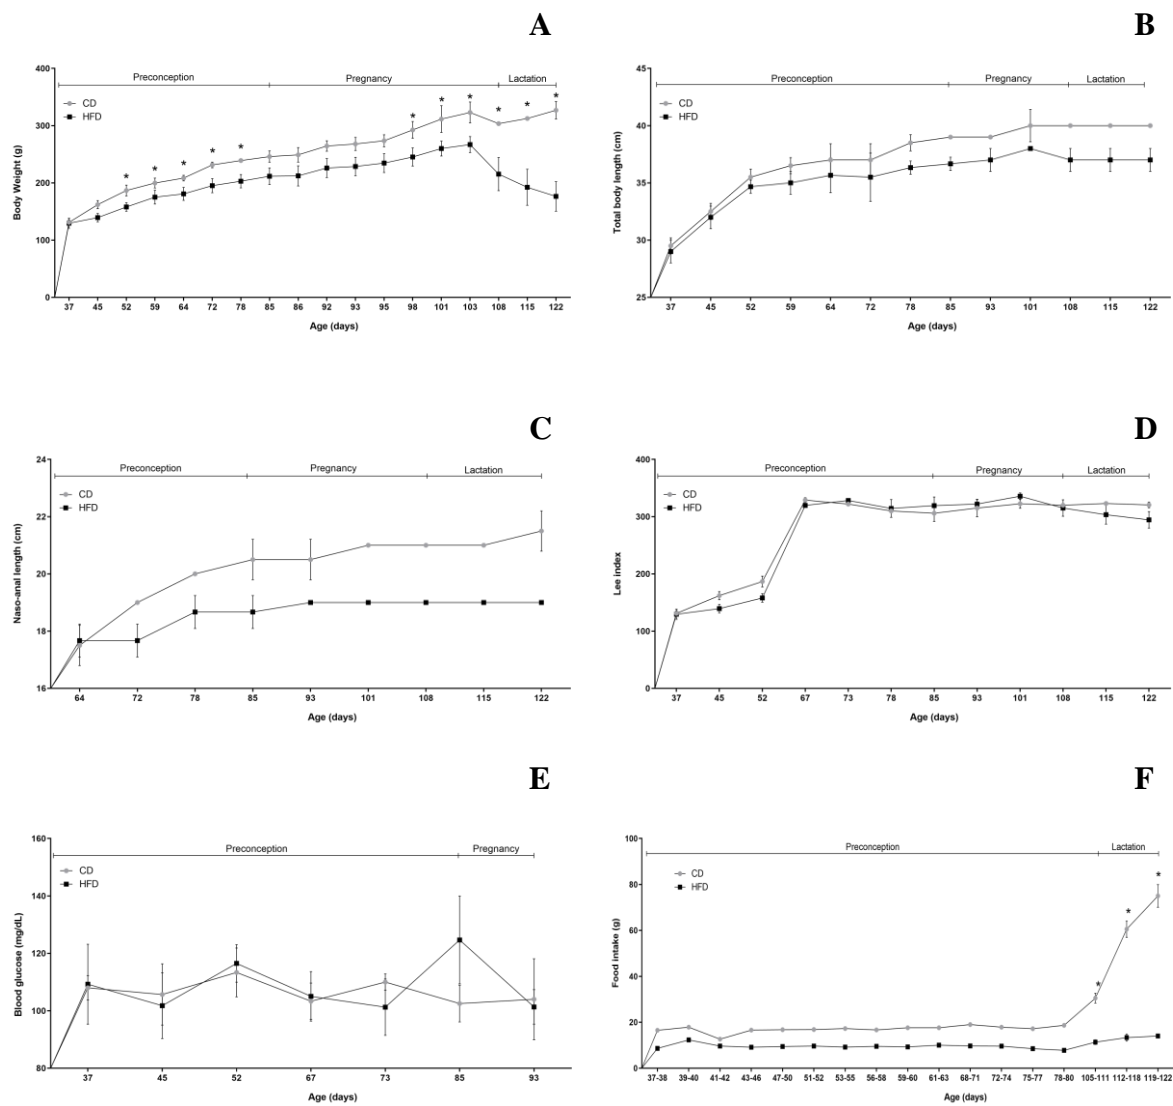 A
Preconception Pregnancy Lactation
CD
HFD
Body Weight (g)
400
300
200
100
0
37 45 52 59 64 72 78 85 86 92 93 95 98 101 103 108 115 122
* * * * * * * * * * * *
Age (days)
B
Preconception Pregnancy Lactation
CD
HFD
Total body length (cm)
45
40
35
30
25
37 45 52 59 64 72 78 85 93 101 108 115 122
Age (days)
C
Preconception Pregnancy Lactation
CD
HFD
Naso-anal length (cm)
24
22
20
18
16
64 72 78 85 93 101 108 115 122
Age (days)
D
Preconception Pregnancy Lactation
CD
HFD
Lee index
400
300
200
100
0
37 45 52 67 73 78 85 93 101 108 115 122
Age (days)
E
Preconception Pregnancy
CD
HFD
Blood glucose (mg/dL)
160
140
120
100
80
37 45 52 67 73 85 93
Age (days)
F
Preconception Lactation
CD
HFD
Food intake (g)
100
80
60
40
20
0
37-38 39-40 41-42 43-46 47-50 51-52 53-55 56-58 59-60 61-63 68-71 72-74 75-77 78-80 105-111 112-118 119-122
* * *
Age (days)